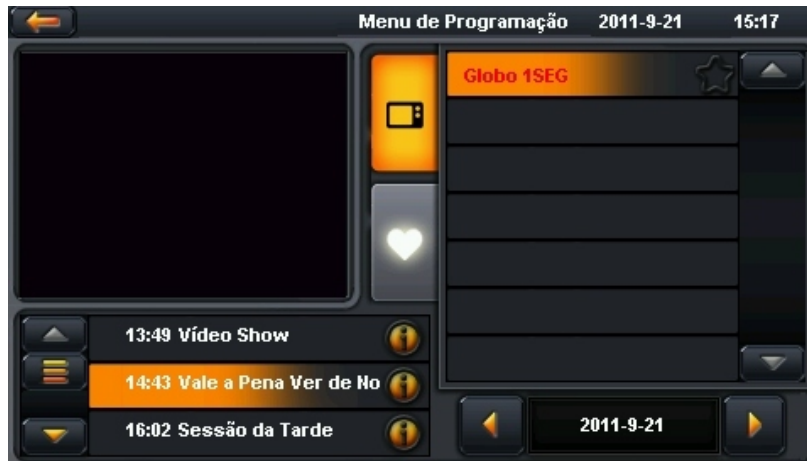 Menu de Programação 2011-9-21 15:17
Globo 1SEG
13:49 Vídeo Show
14:43 Vale a Pena Ver de No
16:02 Sessão da Tarde
2011-9-21